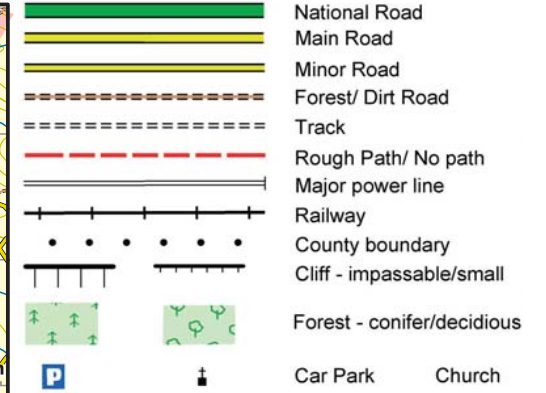 National Road
Main Road
Minor Road
Forest/ Dirt Road
Track
Rough Path/ No path
Major power line
Railway
County boundary
Cliff - impassable/small
Forest - conifer/decidious
P Car Park Church